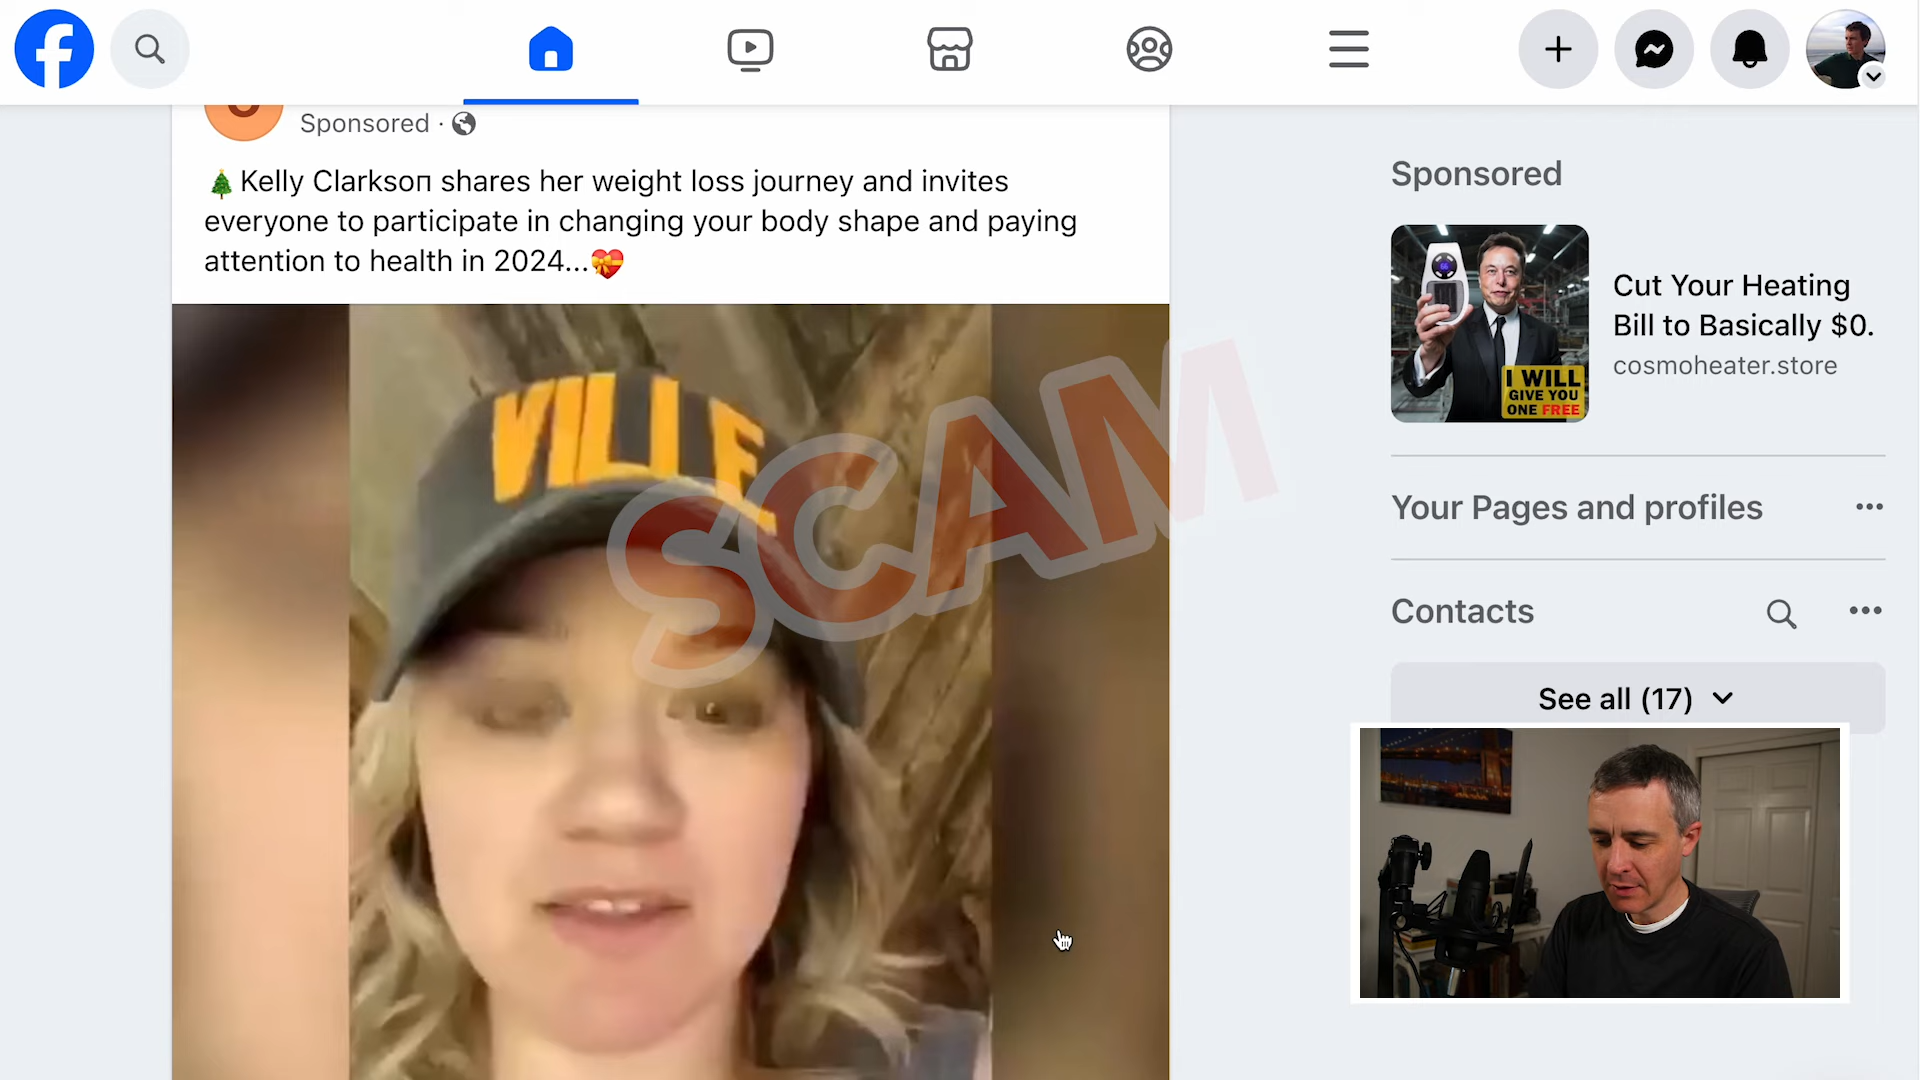 Sponsored ·
🎄Kelly Clarksoп shares her weight loss journey and invites
everyone to participate in changing your body shape and paying
attention to health in 2024...💝
VILLE
SCAM
Sponsored
I WILL
GIVE YOU
ONE FREE
Cut Your Heating
Bill to Basically $0.
cosmoheater.store
Your Pages and profiles
Contacts
See all (17)